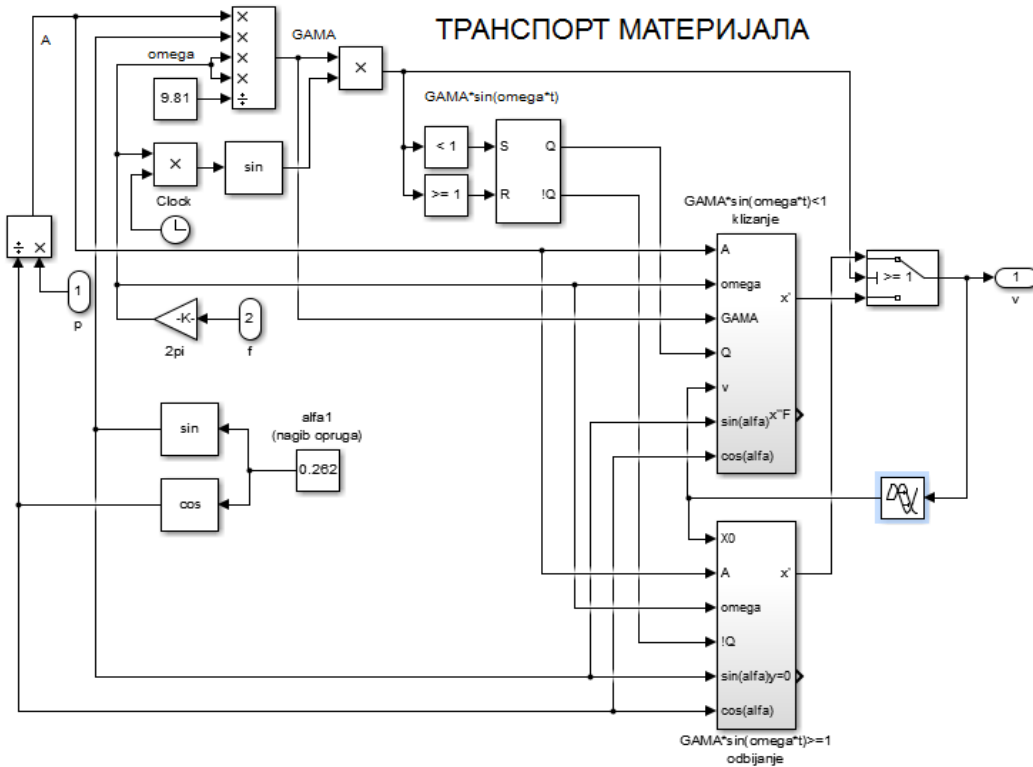 ТРАНСПОРТ МАТЕРИЈАЛА
A
omega
GAMA
9.81
×
×
×
×
÷
×
GAMA*sin(omega*t)
< 1
>= 1
S
Q
R
!Q
×
sin
Clock
÷ ×
1
p
-K-
2pi
2
f
sin
cos
alfa1
(nagib opruga)
0.262
GAMA*sin(omega*t)<1
klizanje
A
omega
x'
GAMA
Q
v
sin(alfa)
x''F
cos(alfa)
>= 1
1
v
X0
A
x'
omega
!Q
sin(alfa)
y=0
cos(alfa)
GAMA*sin(omega*t)>=1
odbijanje